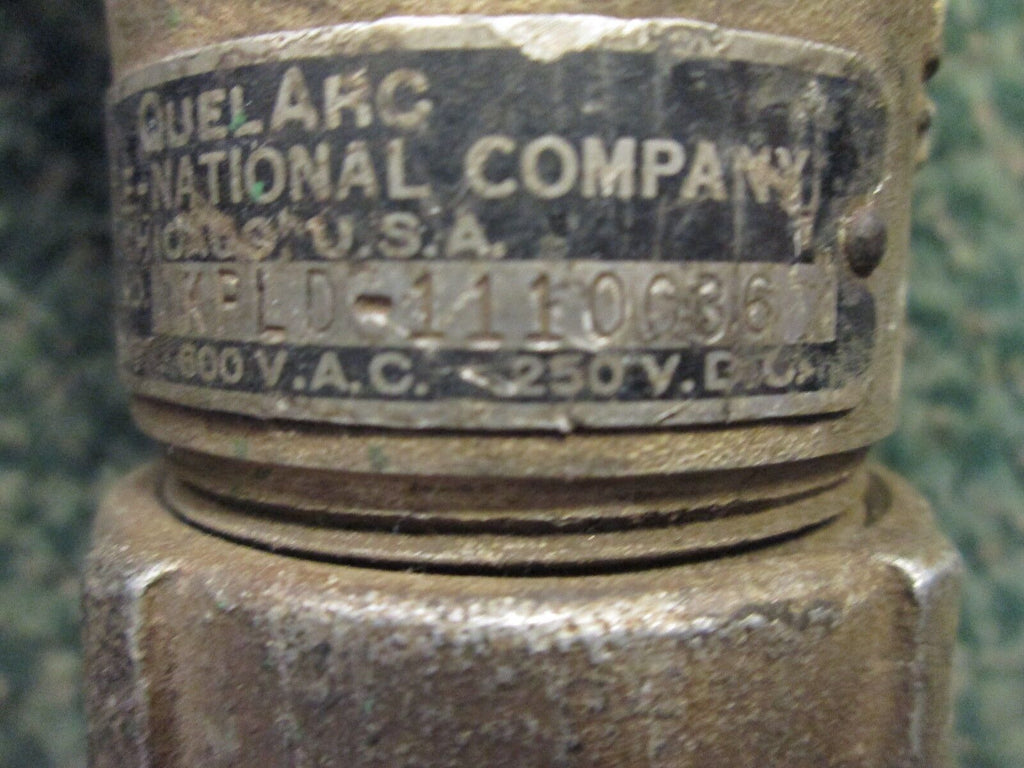 QUELARC
E-NATIONAL COMPANY
U.S.A.
KPLD-1110036
600 V.A.C. 250 V.D.C.